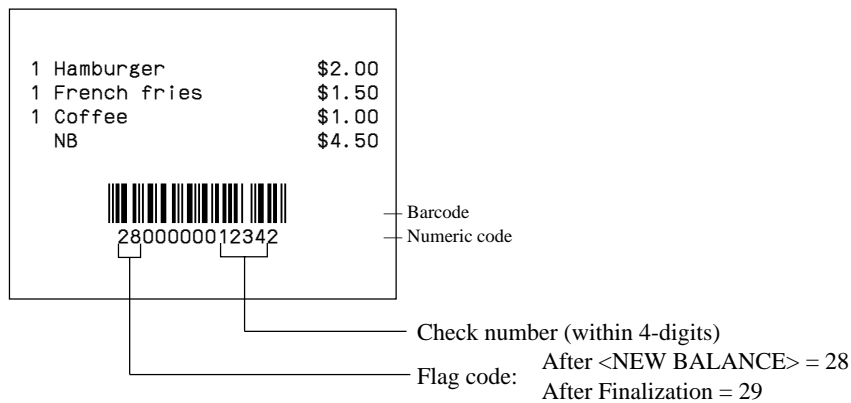 1 Hamburger $2.00
1 French fries $1.50
1 Coffee $1.00
NB $4.50
Barcode
2800000012342 Numeric code
Check number (within 4-digits)
Flag code: After <NEW BALANCE> = 28
After Finalization = 29